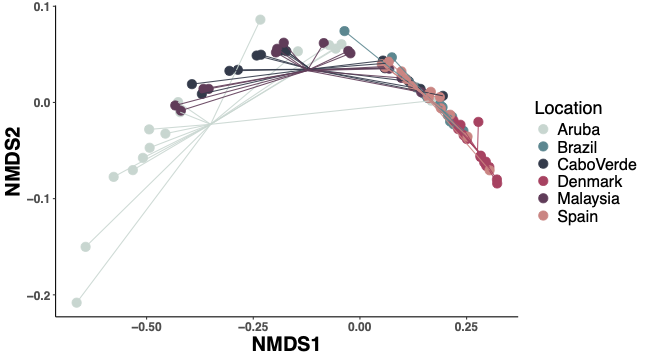 0.1
0.0
−0.1
−0.2
NMDS2
−0.50
−0.25
0.00
0.25
NMDS1
Location
Aruba
Brazil
CaboVerde
Denmark
Malaysia
Spain